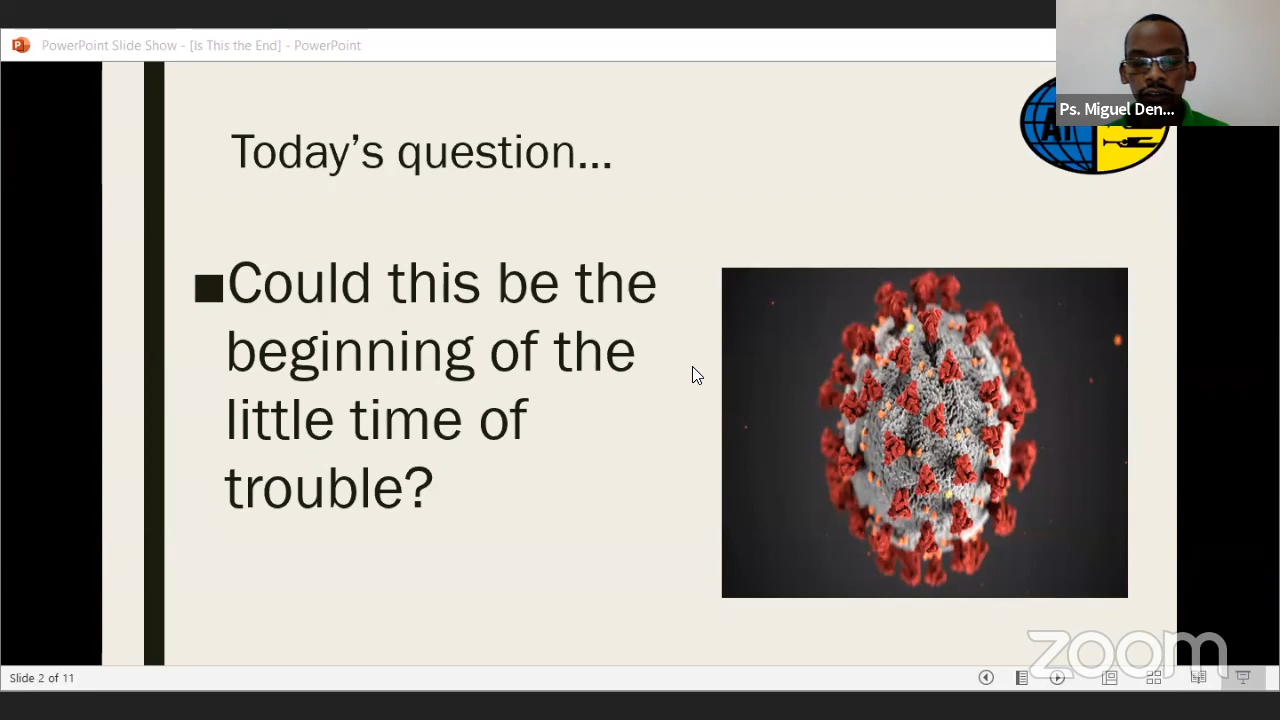 PowerPoint Slide Show - [Is This the End] - PowerPoint
Ps. Miguel Den...
Today's question...
■Could this be the
beginning of the
little time of
trouble?
zoom
Slide 2 of 11